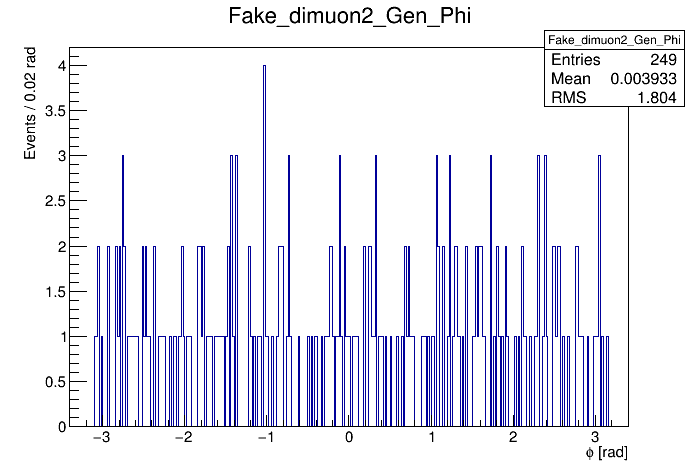 Fake_dimuon2_Gen_Phi
Fake_dimuon2_Gen_Phi
Entries 249
Mean 0.003933
RMS 1.804
Events / 0.02 rad
4
3.5
3
2.5
2
1.5
1
0.5
0
−3 −2 −1 0 1 2 3
ϕ [rad]